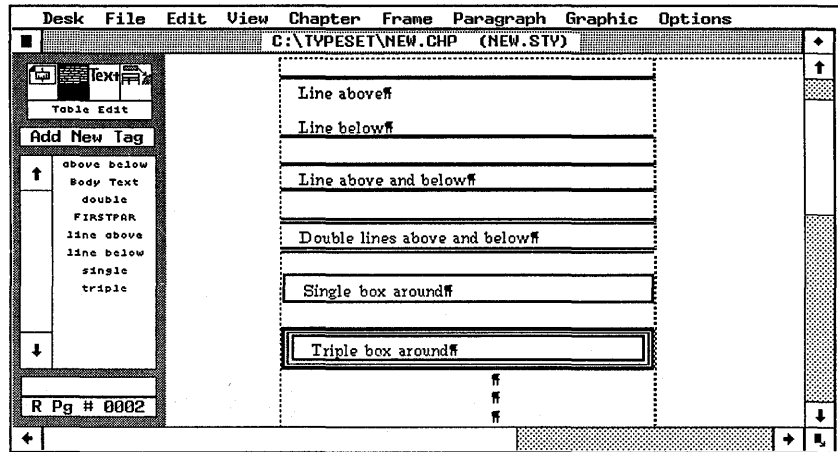 Desk File Edit View Chapter Frame Paragraph Graphic Options
C:\TYPESET\NEW.CHP (NEW.STY)
Text
Table Edit
Add New Tag
above below
Body Text
double
FIRSTPAR
line above
line below
single
triple
R Pg # 0002
Line above¶
Line below¶
Line above and below¶
Double lines above and below¶
Single box around¶
Triple box around¶
¶
¶
¶